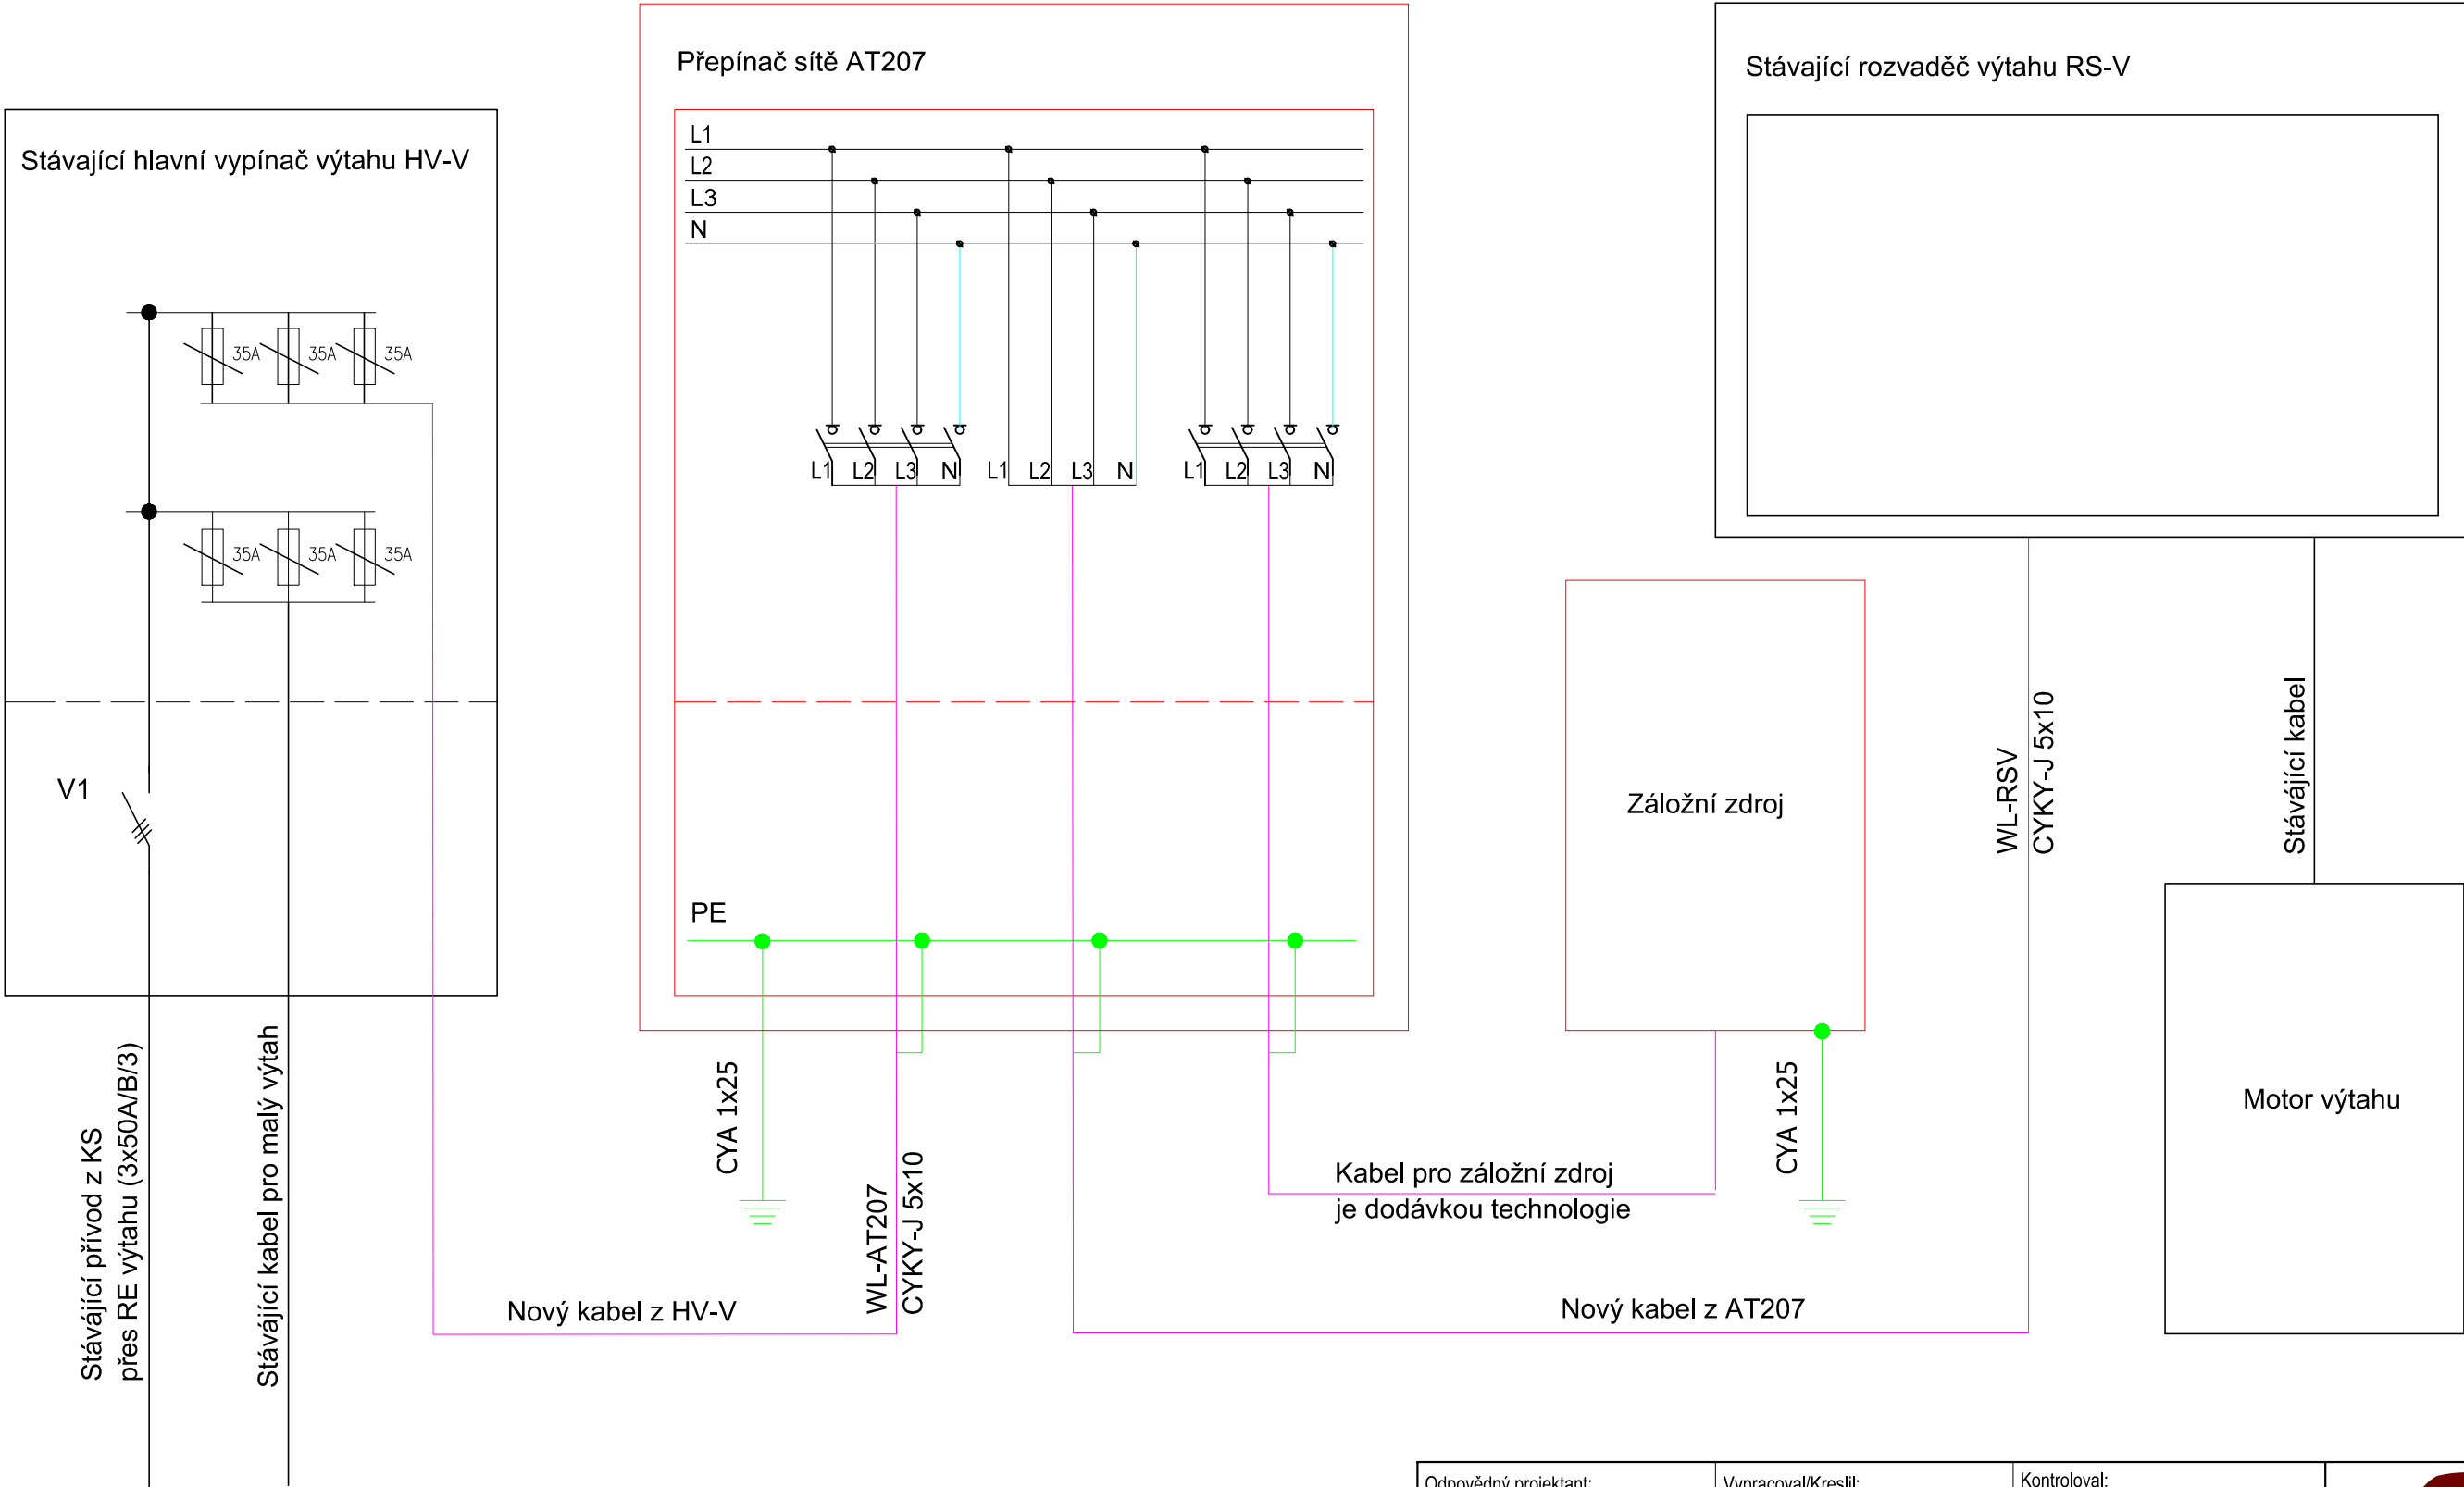 Přepínač sítě AT207
Stávající rozvaděč výtahu RS-V
Stávající hlavní vypínač výtahu HV-V
L1
L2
L3
N
35A 35A 35A
L1 L2 L3 N L1 L2 L3 N L1 L2 L3 N
35A 35A 35A
V1
Záložní zdroj
WL-RSV
CYKY-J 5x10
Stávající kabel
PE
Stávající přívod z KS
přes RE výtahu (3x50A/B/3)
Stávající kabel pro malý výtah
CYA 1x25
WL-AT207
CYKY-J 5x10
CYA 1x25
Motor výtahu
Kabel pro záložní zdroj
je dodávkou technologie
Nový kabel z HV-V
Nový kabel z AT207
Odpovědný projektant:
Vypracoval/Kreslil:
Kontroloval: